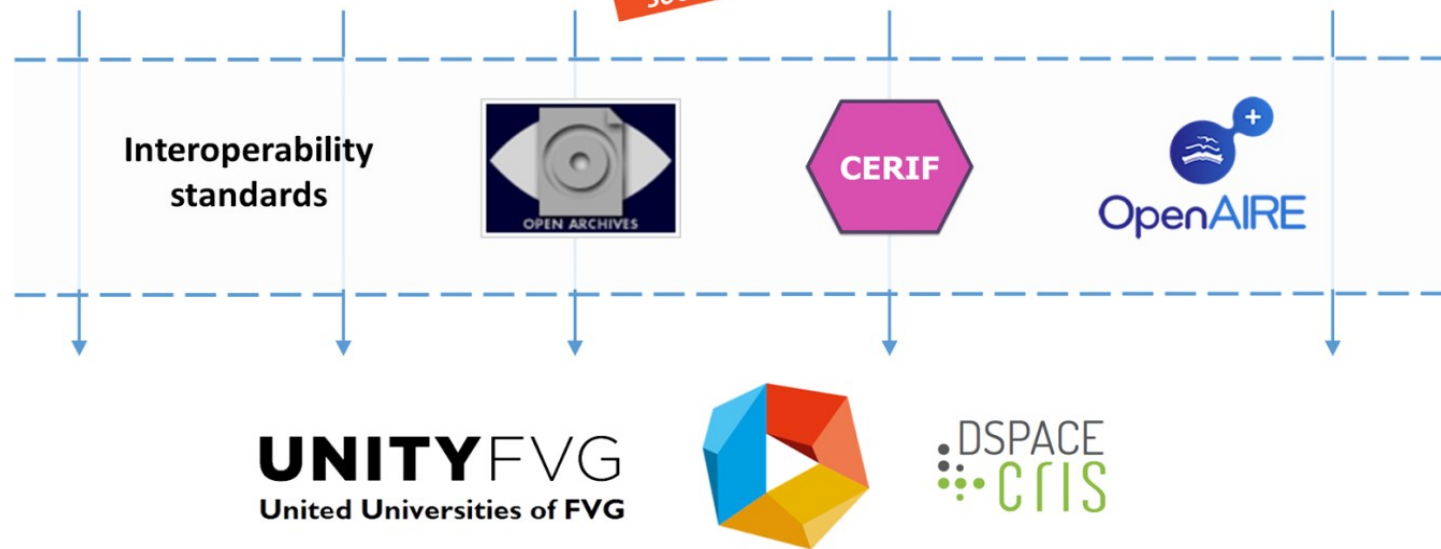 Interoperability
standards
OPEN ARCHIVES
CERIF
+
OpenAIRE
UNITYFVG
United Universities of FVG
DSPACE
CRIS